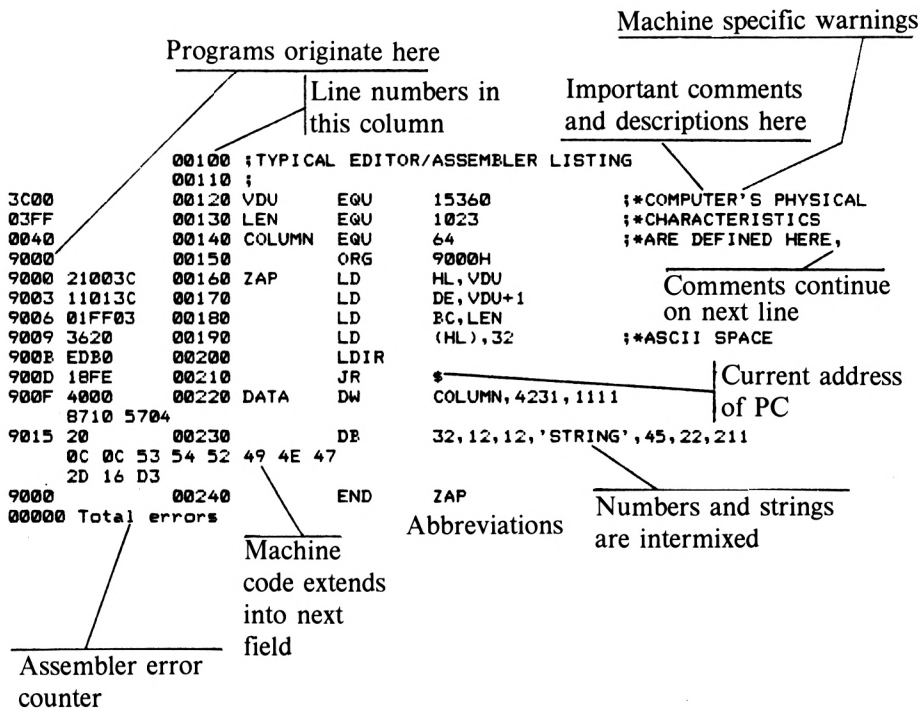 Machine specific warnings
Programs originate here
Line numbers in
this column
Important comments
and descriptions here
00100 ;TYPICAL EDITOR/ASSEMBLER LISTING
00110 ;
3C00 00120 VDU EQU 15360 ;*COMPUTER'S PHYSICAL
03FF 00130 LEN EQU 1023 ;*CHARACTERISTICS
0040 00140 COLUMN EQU 64 ;*ARE DEFINED HERE,
9000 00150 ORG 9000H
9000 21003C 00160 ZAP LD HL,VDU
9003 11013C 00170 LD DE,VDU+1
9006 01FF03 00180 LD BC,LEN
9009 3620 00190 LD (HL),32 ;*ASCII SPACE
900B EDB0 00200 LDIR
900D 18FE 00210 JR $
900F 4000 00220 DATA DW COLUMN,4231,1111
8710 5704
9015 20 00230 DB 32,12,12,'STRING',45,22,211
0C 0C 53 54 52 49 4E 47
2D 16 D3
9000 00240 END ZAP
00000 Total errors
Comments continue
on next line
Current address
of PC
Abbreviations
Numbers and strings
are intermixed
Machine
code extends
into next
field
Assembler error
counter